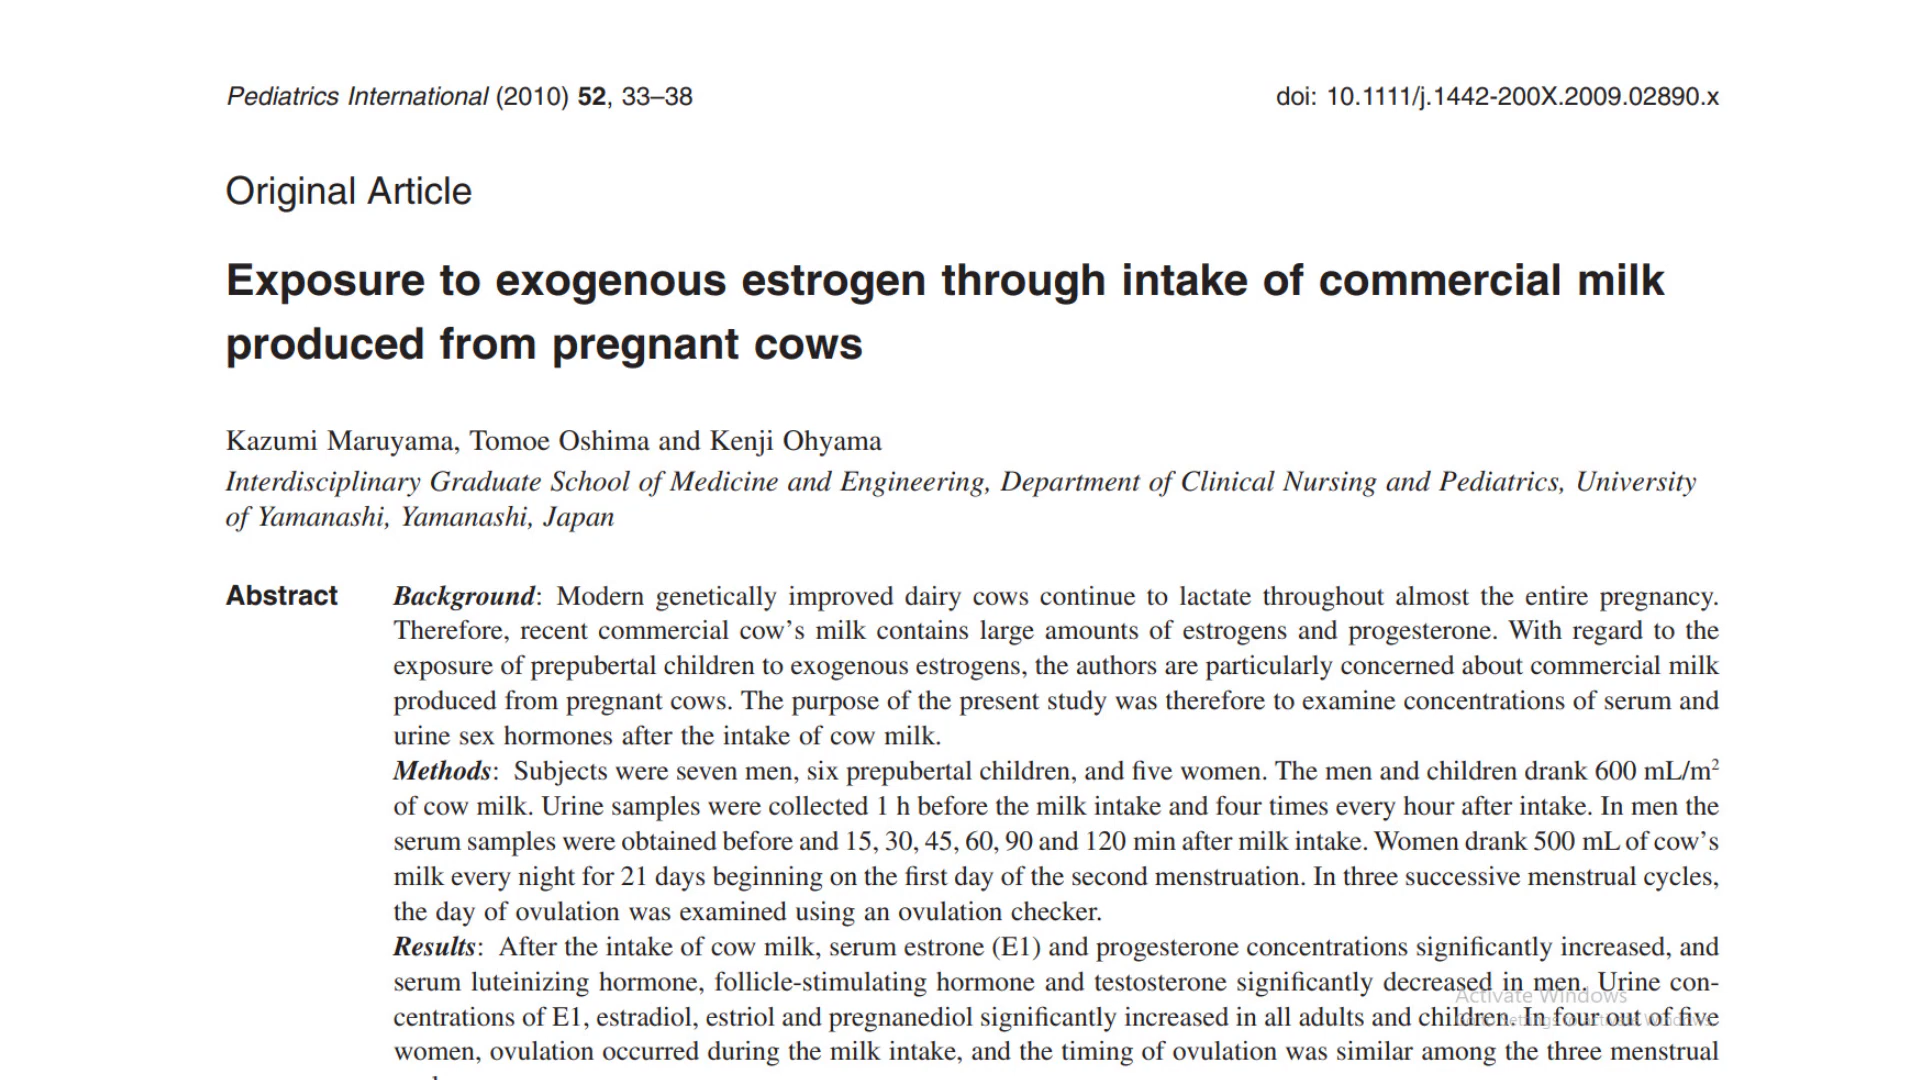 Pediatrics International (2010) 52, 33–38
doi: 10.1111/j.1442-200X.2009.02890.x
Original Article
Exposure to exogenous estrogen through intake of commercial milk
produced from pregnant cows
Kazumi Maruyama, Tomoe Oshima and Kenji Ohyama
Interdisciplinary Graduate School of Medicine and Engineering, Department of Clinical Nursing and Pediatrics, University
of Yamanashi, Yamanashi, Japan
Abstract
Background: Modern genetically improved dairy cows continue to lactate throughout almost the entire pregnancy.
Therefore, recent commercial cow's milk contains large amounts of estrogens and progesterone. With regard to the
exposure of prepubertal children to exogenous estrogens, the authors are particularly concerned about commercial milk
produced from pregnant cows. The purpose of the present study was therefore to examine concentrations of serum and
urine sex hormones after the intake of cow milk.
Methods: Subjects were seven men, six prepubertal children, and five women. The men and children drank 600 mL/m²
of cow milk. Urine samples were collected 1 h before the milk intake and four times every hour after intake. In men the
serum samples were obtained before and 15, 30, 45, 60, 90 and 120 min after milk intake. Women drank 500 mL of cow's
milk every night for 21 days beginning on the first day of the second menstruation. In three successive menstrual cycles,
the day of ovulation was examined using an ovulation checker.
Results: After the intake of cow milk, serum estrone (E1) and progesterone concentrations significantly increased, and
serum luteinizing hormone, follicle-stimulating hormone and testosterone significantly decreased in men. Urine con-
centrations of E1, estradiol, estriol and pregnanediol significantly increased in all adults and children. In four out of five
women, ovulation occurred during the milk intake, and the timing of ovulation was similar among the three menstrual
Activate Windows